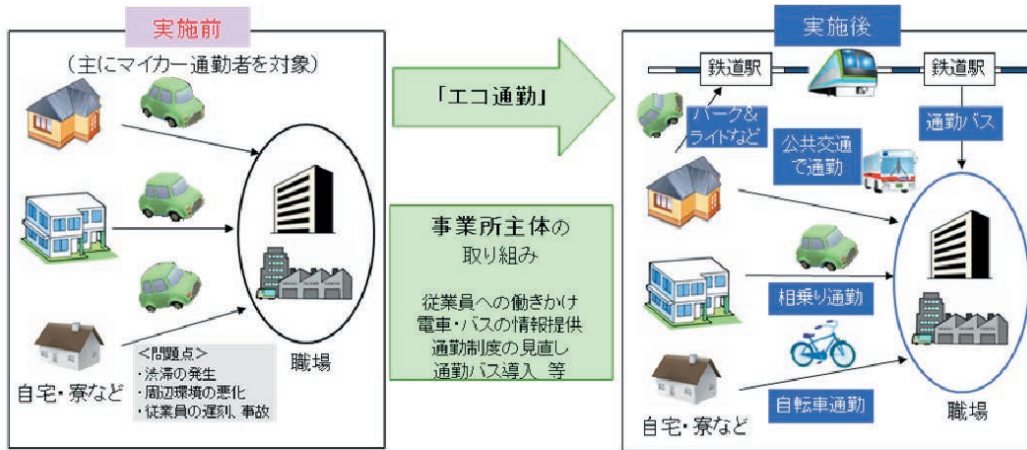 実施前
(主にマイカー通勤者を対象)
<問題点>
・渋滞の発生
・周辺環境の悪化
・従業員の遅刻、事故
自宅・寮など
職場
「エコ通勤」
事業所主体の
取り組み
従業員への働きかけ
電車・バスの情報提供
通勤制度の見直し
通勤バス導入 等
実施後
鉄道駅
鉄道駅
パーク&
ライドなど
公共交通
で通勤
通勤バス
相乗り通勤
自転車通勤
自宅・寮など
職場